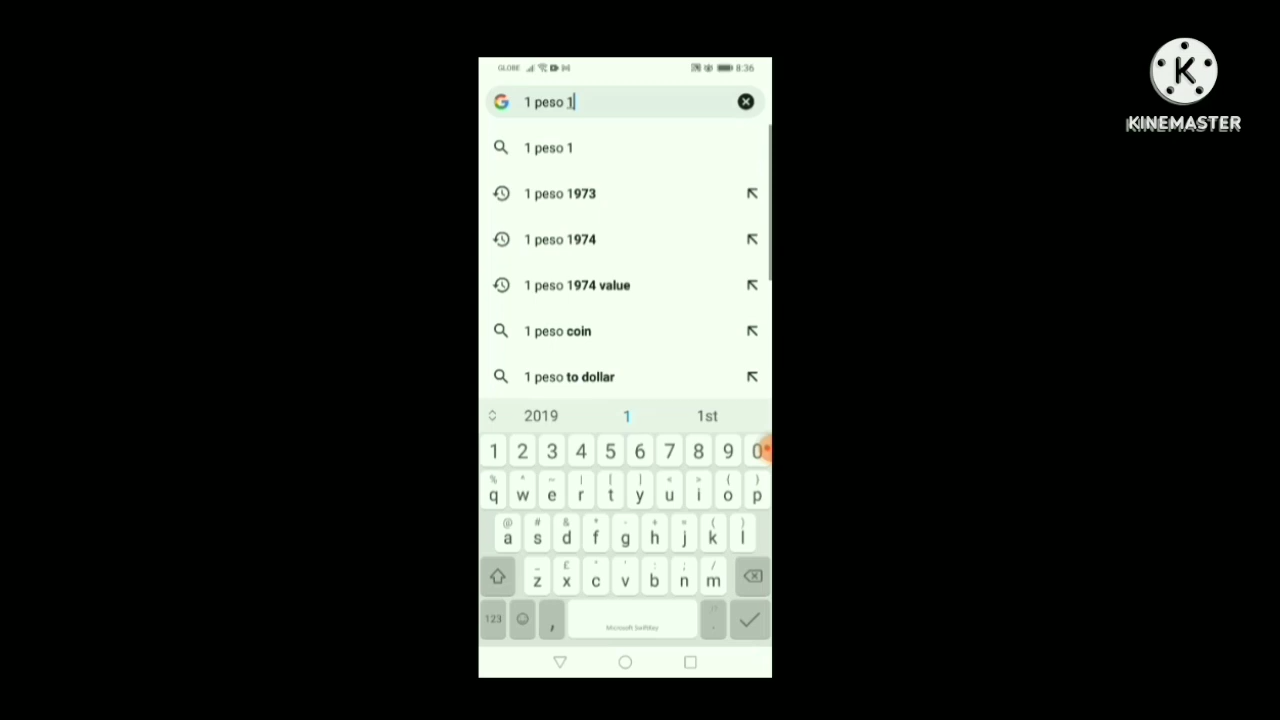 GLOBE 8:36
KINEMASTER
1 peso 1
1 peso 1
1 peso 1973
1 peso 1974
1 peso 1974 value
1 peso coin
1 peso to dollar
2019 1 1st
1 2 3 4 5 6 7 8 9 0
% ^ ~ | [ ] < > { }
q w e r t y u i o p
@ # & * - + = ( )
a s d f g h j k l
_ £ " ' : ; /
z x c v b n m
123 , !? .
Microsoft SwiftKey